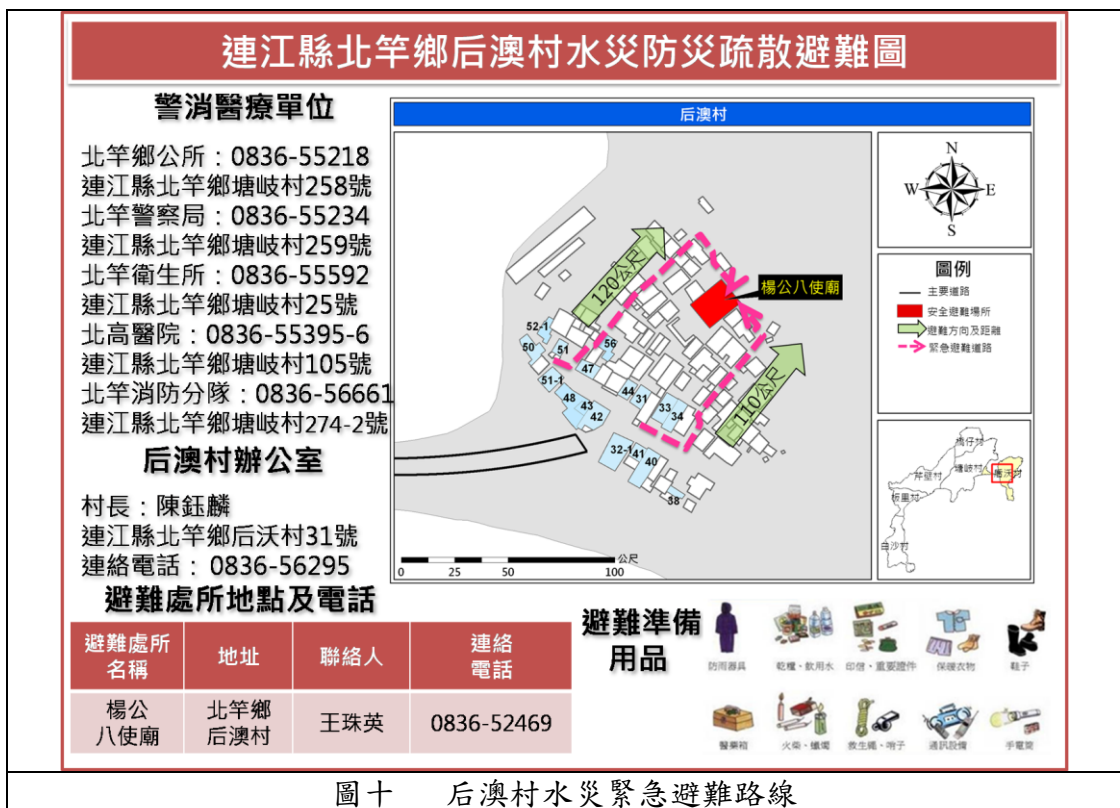 連江縣北竿鄉后澳村水災防災疏散避難圖
警消醫療單位
北竿鄉公所：0836-55218
連江縣北竿鄉塘岐村258號
北竿警察局：0836-55234
連江縣北竿鄉塘岐村259號
北竿衛生所：0836-55592
連江縣北竿鄉塘岐村25號
北高醫院：0836-55395-6
連江縣北竿鄉塘岐村105號
北竿消防分隊：0836-56661
連江縣北竿鄉塘岐村274-2號
后澳村辦公室
村長：陳鈺麟
連江縣北竿鄉后沃村31號
連絡電話：0836-56295
避難處所地點及電話
避難處所名稱
地址
聯絡人
連絡電話
楊公八使廟
北竿鄉后澳村
王珠英
0836-52469
后澳村
120公尺
楊公八使廟
110公尺
52-1
50
51
56
47
51-1
48
43
42
44
31
33
34
32-1
41
40
38
公尺
0
25
50
100
N
W
E
S
圖例
主要道路
安全避難場所
避難方向及距離
緊急避難道路
橋仔村
塘岐村
芹壁村
板里村
白沙村
避難準備用品
防雨器具
乾糧、飲用水
印信、重要證件
保暖衣物
鞋子
醫藥箱
火柴、蠟燭
救生繩、哨子
通訊設備
手電筒
圖十 后澳村水災緊急避難路線